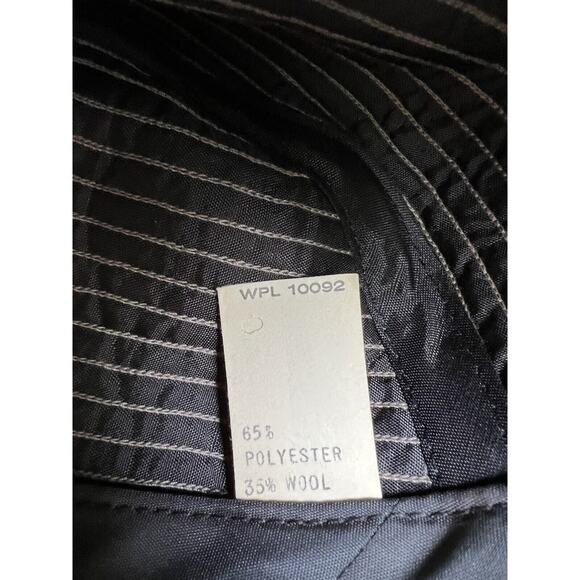 WPL 10092
65%
POLYESTER
35% WOOL